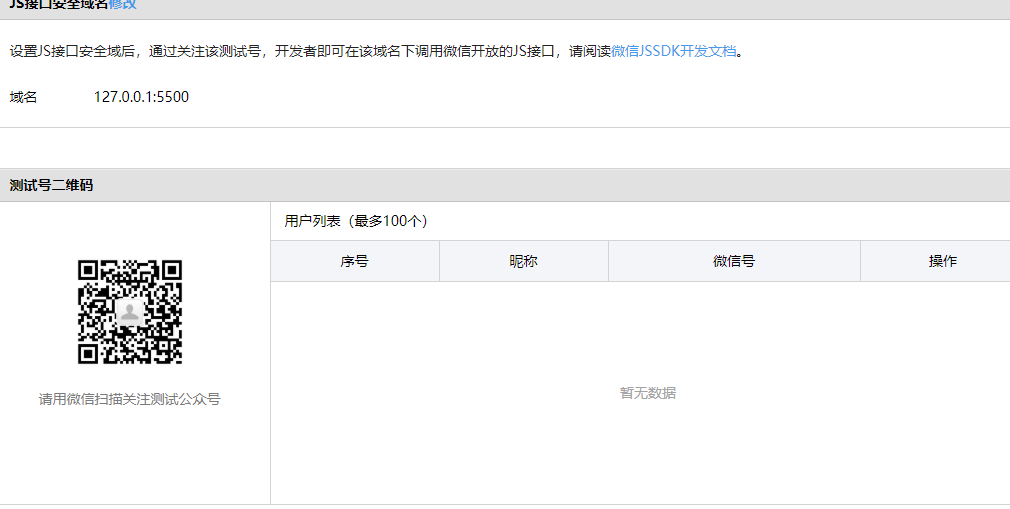 JS接口安全域名修改
设置JS接口安全域后，通过关注该测试号，开发者即可在该域名下调用微信开放的JS接口，请阅读微信JSSDK开发文档。
域名 127.0.0.1:5500
测试号二维码
用户列表（最多100个）
序号 昵称 微信号 操作
暂无数据
请用微信扫描关注测试公众号